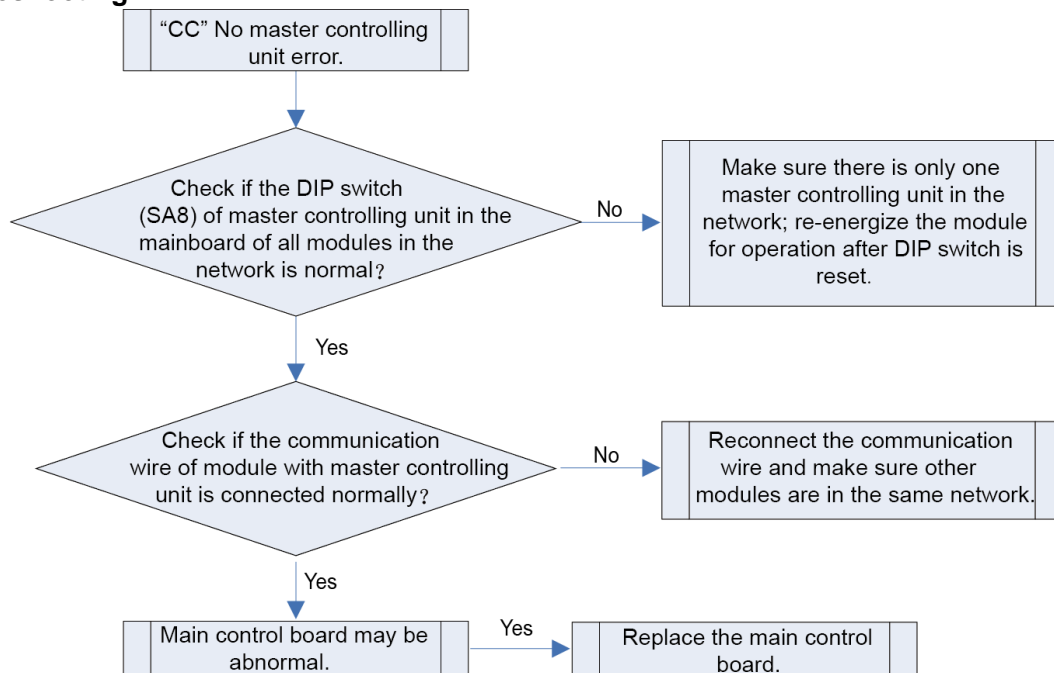 “CC” No master controlling
unit error.
Check if the DIP switch
(SA8) of master controlling unit in the
mainboard of all modules in the
network is normal？
No
Make sure there is only one
master controlling unit in the
network; re-energize the module
for operation after DIP switch is
reset.
Yes
Check if the communication
wire of module with master controlling
unit is connected normally？
No
Reconnect the communication
wire and make sure other
modules are in the same network.
Yes
Main control board may be
abnormal.
Yes
Replace the main control
board.